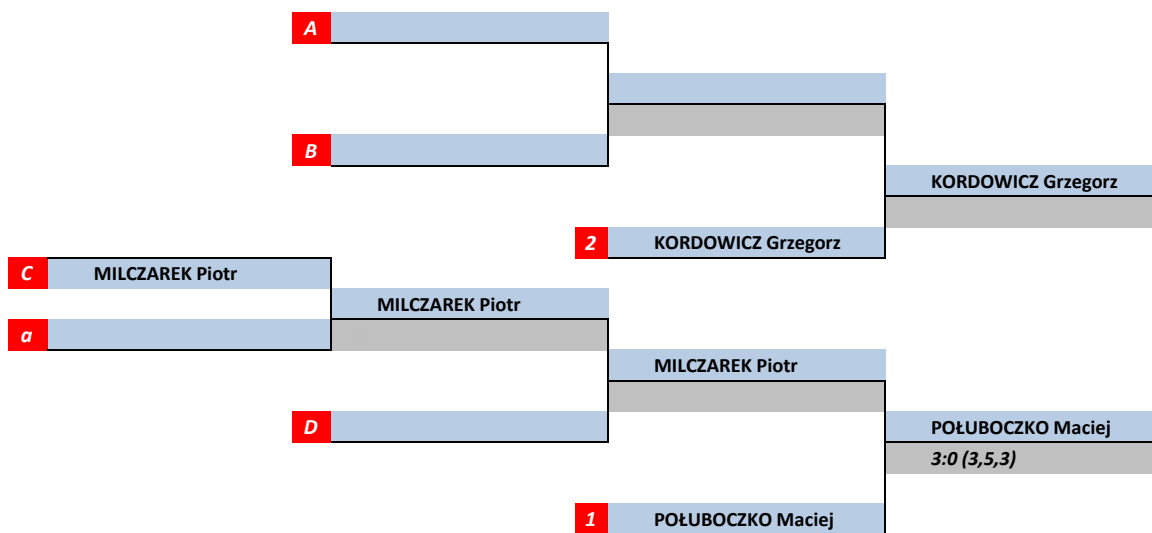 A
B
KORDOWICZ Grzegorz
2 KORDOWICZ Grzegorz
C MILCZAREK Piotr
MILCZAREK Piotr
a
MILCZAREK Piotr
D
POŁUBOCZKO Maciej
3:0 (3,5,3)
1 POŁUBOCZKO Maciej